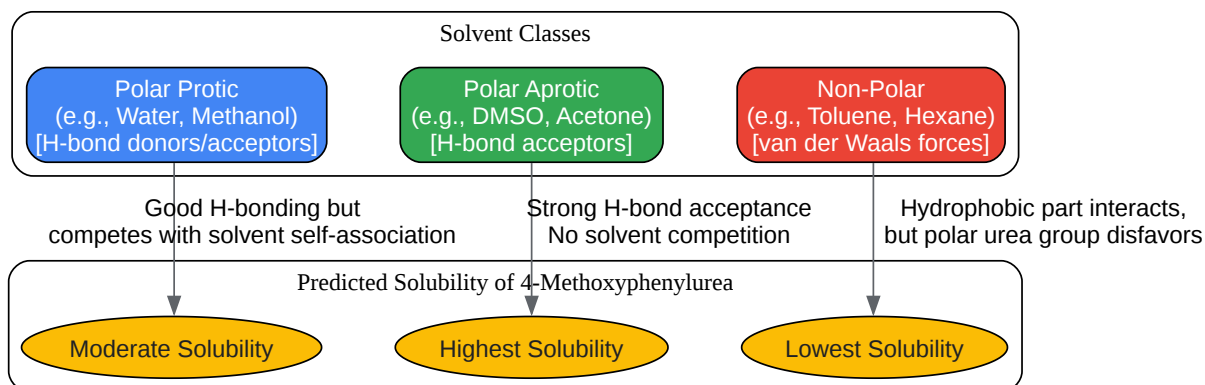 Solvent Classes
Polar Protic
(e.g., Water, Methanol)
[H-bond donors/acceptors]
Polar Aprotic
(e.g., DMSO, Acetone)
[H-bond acceptors]
Non-Polar
(e.g., Toluene, Hexane)
[van der Waals forces]
Good H-bonding but
competes with solvent self-association
Strong H-bond acceptance
No solvent competition
Hydrophobic part interacts,
but polar urea group disfavors
Predicted Solubility of 4-Methoxyphenylurea
Moderate Solubility
Highest Solubility
Lowest Solubility